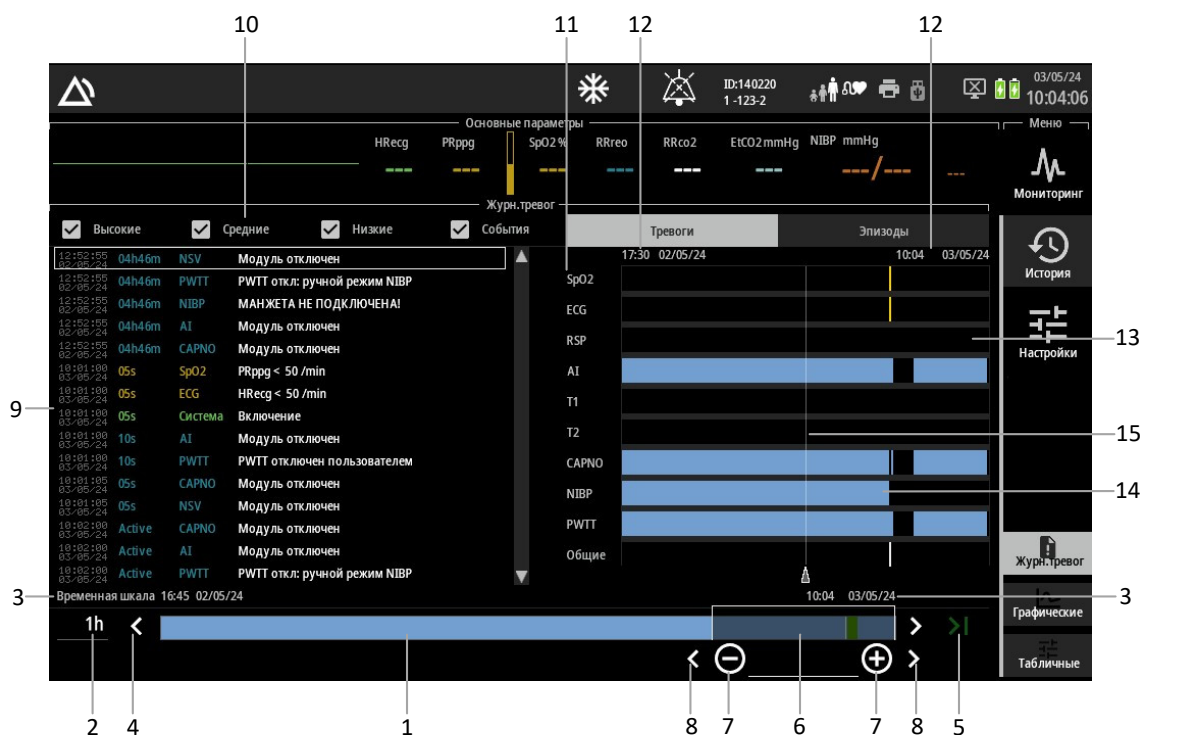 10 11 12 12
ID:140220
1 -123-2
03/05/24
10:04:06
Основные параметры
Меню
HRecg PRppg SpO2 % RRreo RRco2 EtCO2 mmHg NIBP mmHg
--- --- --- --- --- --- ---/--- ---
Мониторинг
Журн.тревог
Высокие Средние Низкие События
Тревоги Эпизоды
17:30 02/05/24 10:04 03/05/24
12:52:55
02/05/24 04h46m NSV Модуль отключен
12:52:55
02/05/24 04h46m PWTT PWTT откл: ручной режим NIBP
12:52:55
02/05/24 04h46m NIBP МАНЖЕТА НЕ ПОДКЛЮЧЕНА!
12:52:55
02/05/24 04h46m AI Модуль отключен
12:52:55
02/05/24 04h46m CAPNO Модуль отключен
10:01:00
03/05/24 05s SpO2 PRppg < 50 /min
10:01:00
03/05/24 05s ECG HRecg < 50 /min
10:01:00
03/05/24 05s Система Включение
10:01:00
03/05/24 10s AI Модуль отключен
10:01:00
03/05/24 10s PWTT PWTT отключен пользователем
10:01:05
03/05/24 05s CAPNO Модуль отключен
10:01:05
03/05/24 05s NSV Модуль отключен
10:02:00
03/05/24 Active CAPNO Модуль отключен
10:02:00
03/05/24 Active AI Модуль отключен
10:02:00
03/05/24 Active PWTT PWTT откл: ручной режим NIBP
SpO2
ECG
RSP
AI
T1
T2
CAPNO
NIBP
PWTT
Общие
История
Настройки
Журн.тревог
Графические
Табличные
13
15
14
9
3 Временная шкала 16:45 02/05/24 10:04 03/05/24 3
1h
2 4 1 8 7 6 7 8 5